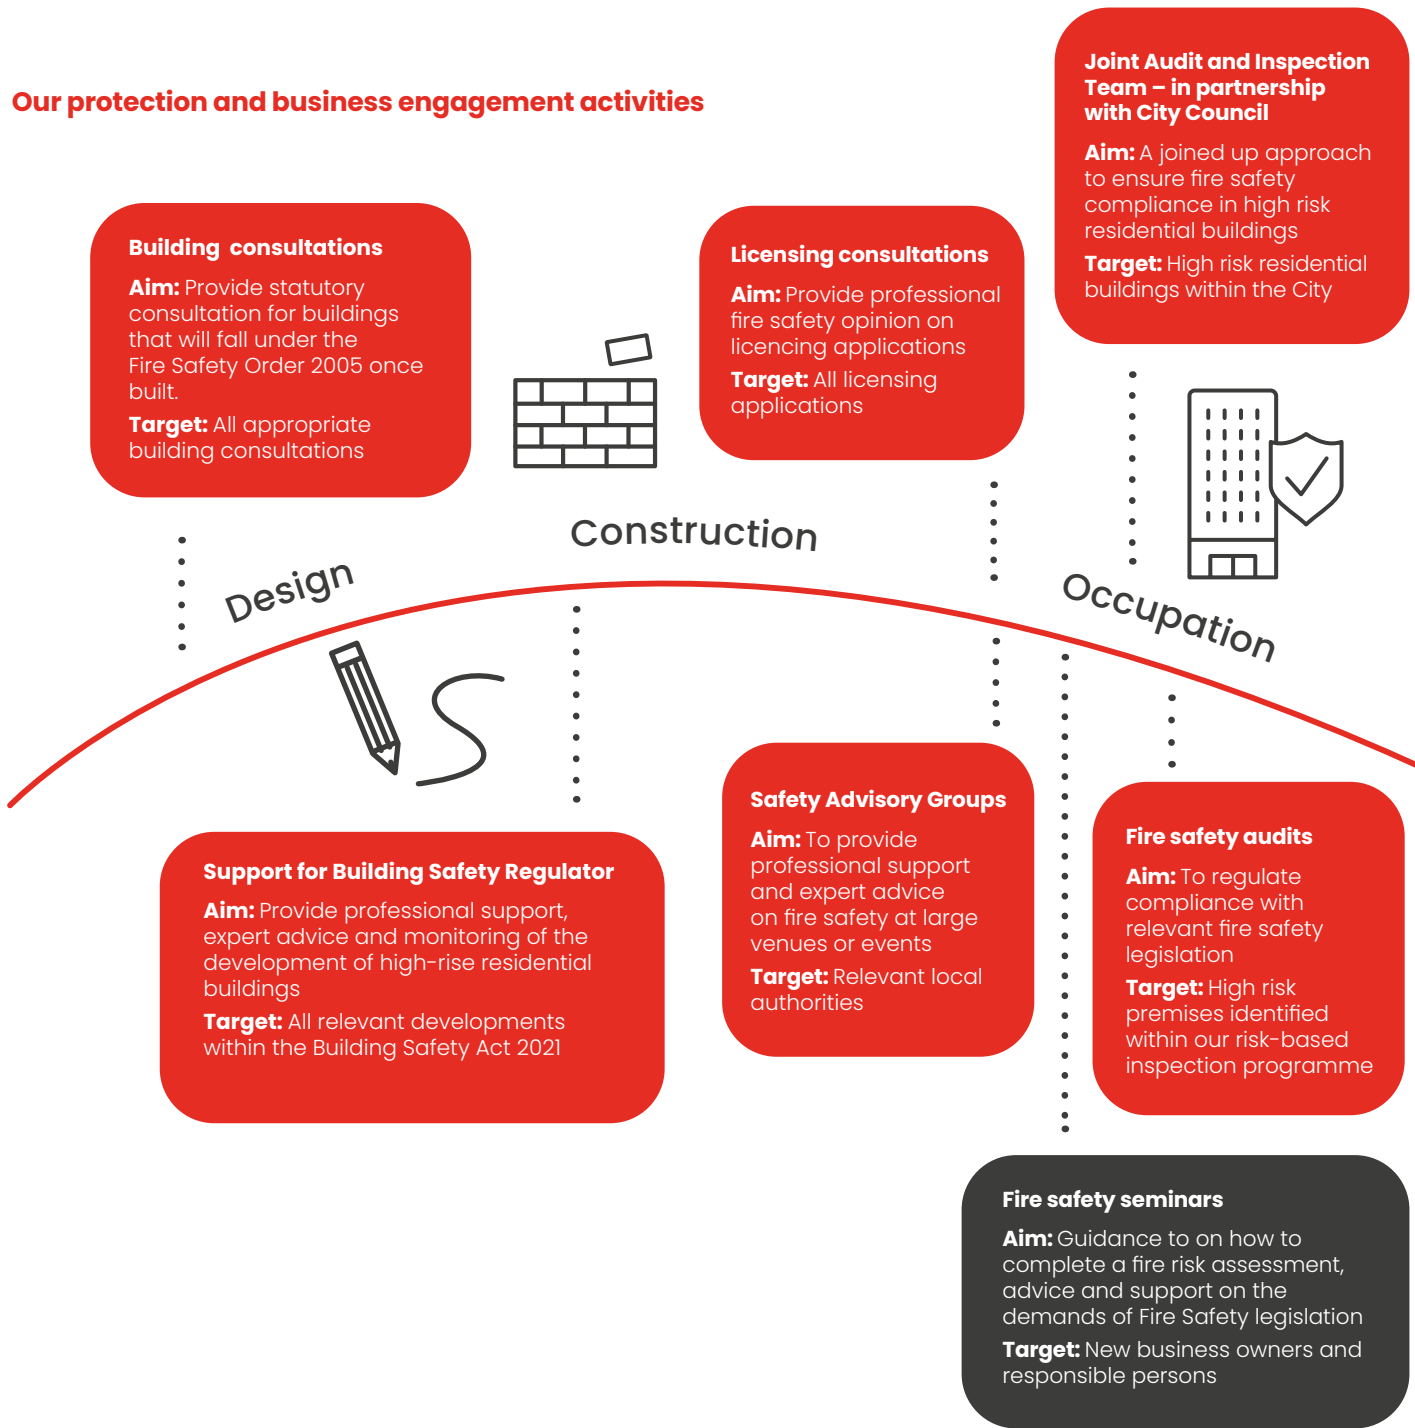 Our protection and business engagement activities
Joint Audit and Inspection
Team – in partnership
with City Council
Aim: A joined up approach
to ensure fire safety
compliance in high risk
residential buildings
Target: High risk residential
buildings within the City
Building consultations
Aim: Provide statutory
consultation for buildings
that will fall under the
Fire Safety Order 2005 once
built.
Target: All appropriate
building consultations
Licensing consultations
Aim: Provide professional
fire safety opinion on
licencing applications
Target: All licensing
applications
Design
Construction
Occupation
Support for Building Safety Regulator
Aim: Provide professional support,
expert advice and monitoring of the
development of high-rise residential
buildings
Target: All relevant developments
within the Building Safety Act 2021
Safety Advisory Groups
Aim: To provide
professional support
and expert advice
on fire safety at large
venues or events
Target: Relevant local
authorities
Fire safety audits
Aim: To regulate
compliance with
relevant fire safety
legislation
Target: High risk
premises identified
within our risk-based
inspection programme
Fire safety seminars
Aim: Guidance to on how to
complete a fire risk assessment,
advice and support on the
demands of Fire Safety legislation
Target: New business owners and
responsible persons